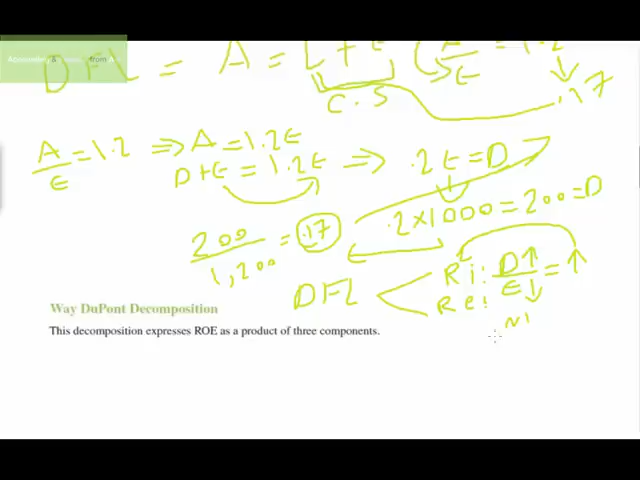 DFL = A = L + E (A/E = 1.2
C.S .17
A/E = 1.2 ⇒ A = 1.2E
D+E = 1.2E ⇒ .2E = D
.2×1000 = 200 = D
200/1,200 = .17
DFL Ri: D↑/E↓ = ↑
Re:
NI
Way DuPont Decomposition
This decomposition expresses ROE as a product of three components.